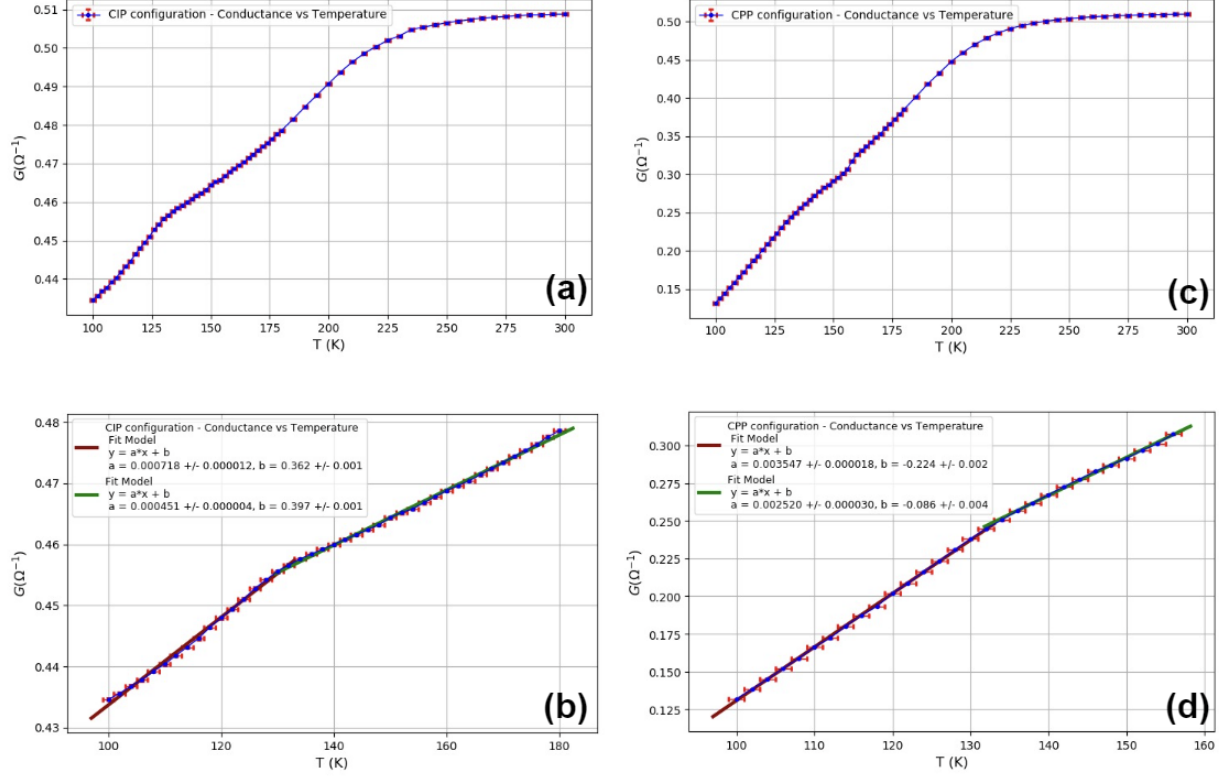 CIP configuration - Conductance vs Temperature
0.51
0.50
0.49
0.48
0.47
0.46
0.45
0.44
G(Ω⁻¹)
100 125 150 175 200 225 250 275 300
T (K)
(a)
CPP configuration - Conductance vs Temperature
0.50
0.45
0.40
0.35
0.30
0.25
0.20
0.15
G(Ω⁻¹)
100 125 150 175 200 225 250 275 300
T (K)
(c)
CIP configuration - Conductance vs Temperature
Fit Model
y = a*x + b
a = 0.000718 +/- 0.000012, b = 0.362 +/- 0.001
Fit Model
y = a*x + b
a = 0.000451 +/- 0.000004, b = 0.397 +/- 0.001
0.48
0.47
0.46
0.45
0.44
0.43
G(Ω⁻¹)
100 120 140 160 180
T (K)
(b)
CPP configuration - Conductance vs Temperature
Fit Model
y = a*x + b
a = 0.003547 +/- 0.000018, b = -0.224 +/- 0.002
Fit Model
y = a*x + b
a = 0.002520 +/- 0.000030, b = -0.086 +/- 0.004
0.300
0.275
0.250
0.225
0.200
0.175
0.150
0.125
G(Ω⁻¹)
100 110 120 130 140 150 160
T (K)
(d)